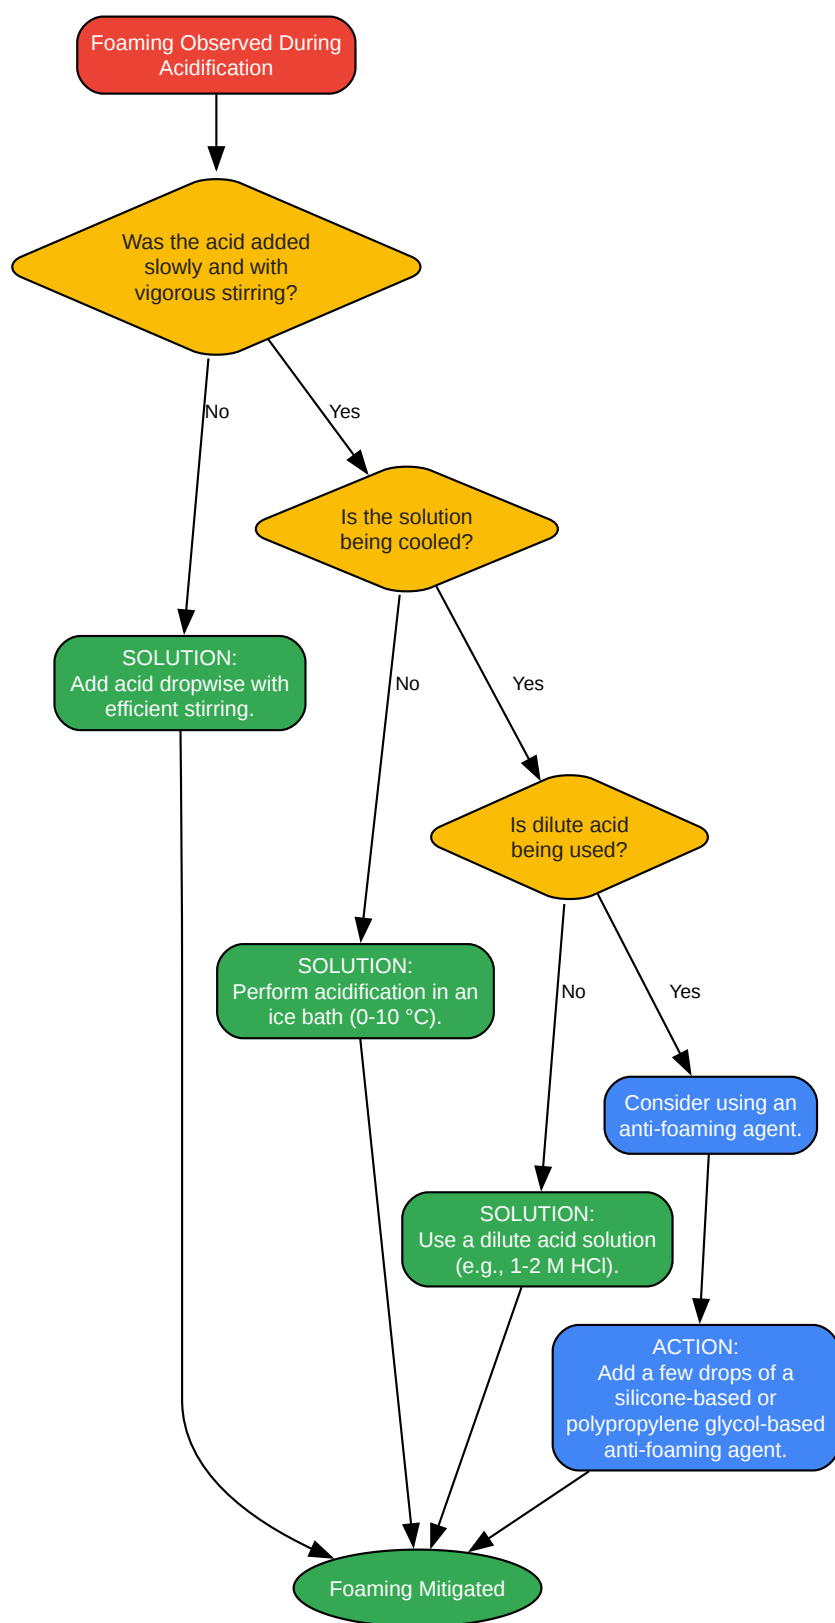 Foaming Observed During
Acidification
Was the acid added
slowly and with
vigorous stirring?
No
Yes
Is the solution
being cooled?
SOLUTION:
Add acid dropwise with
efficient stirring.
No
Yes
Is dilute acid
being used?
SOLUTION:
Perform acidification in an
ice bath (0-10 °C).
No
Yes
Consider using an
anti-foaming agent.
SOLUTION:
Use a dilute acid solution
(e.g., 1-2 M HCl).
ACTION:
Add a few drops of a
silicone-based or
polypropylene glycol-based
anti-foaming agent.
Foaming Mitigated